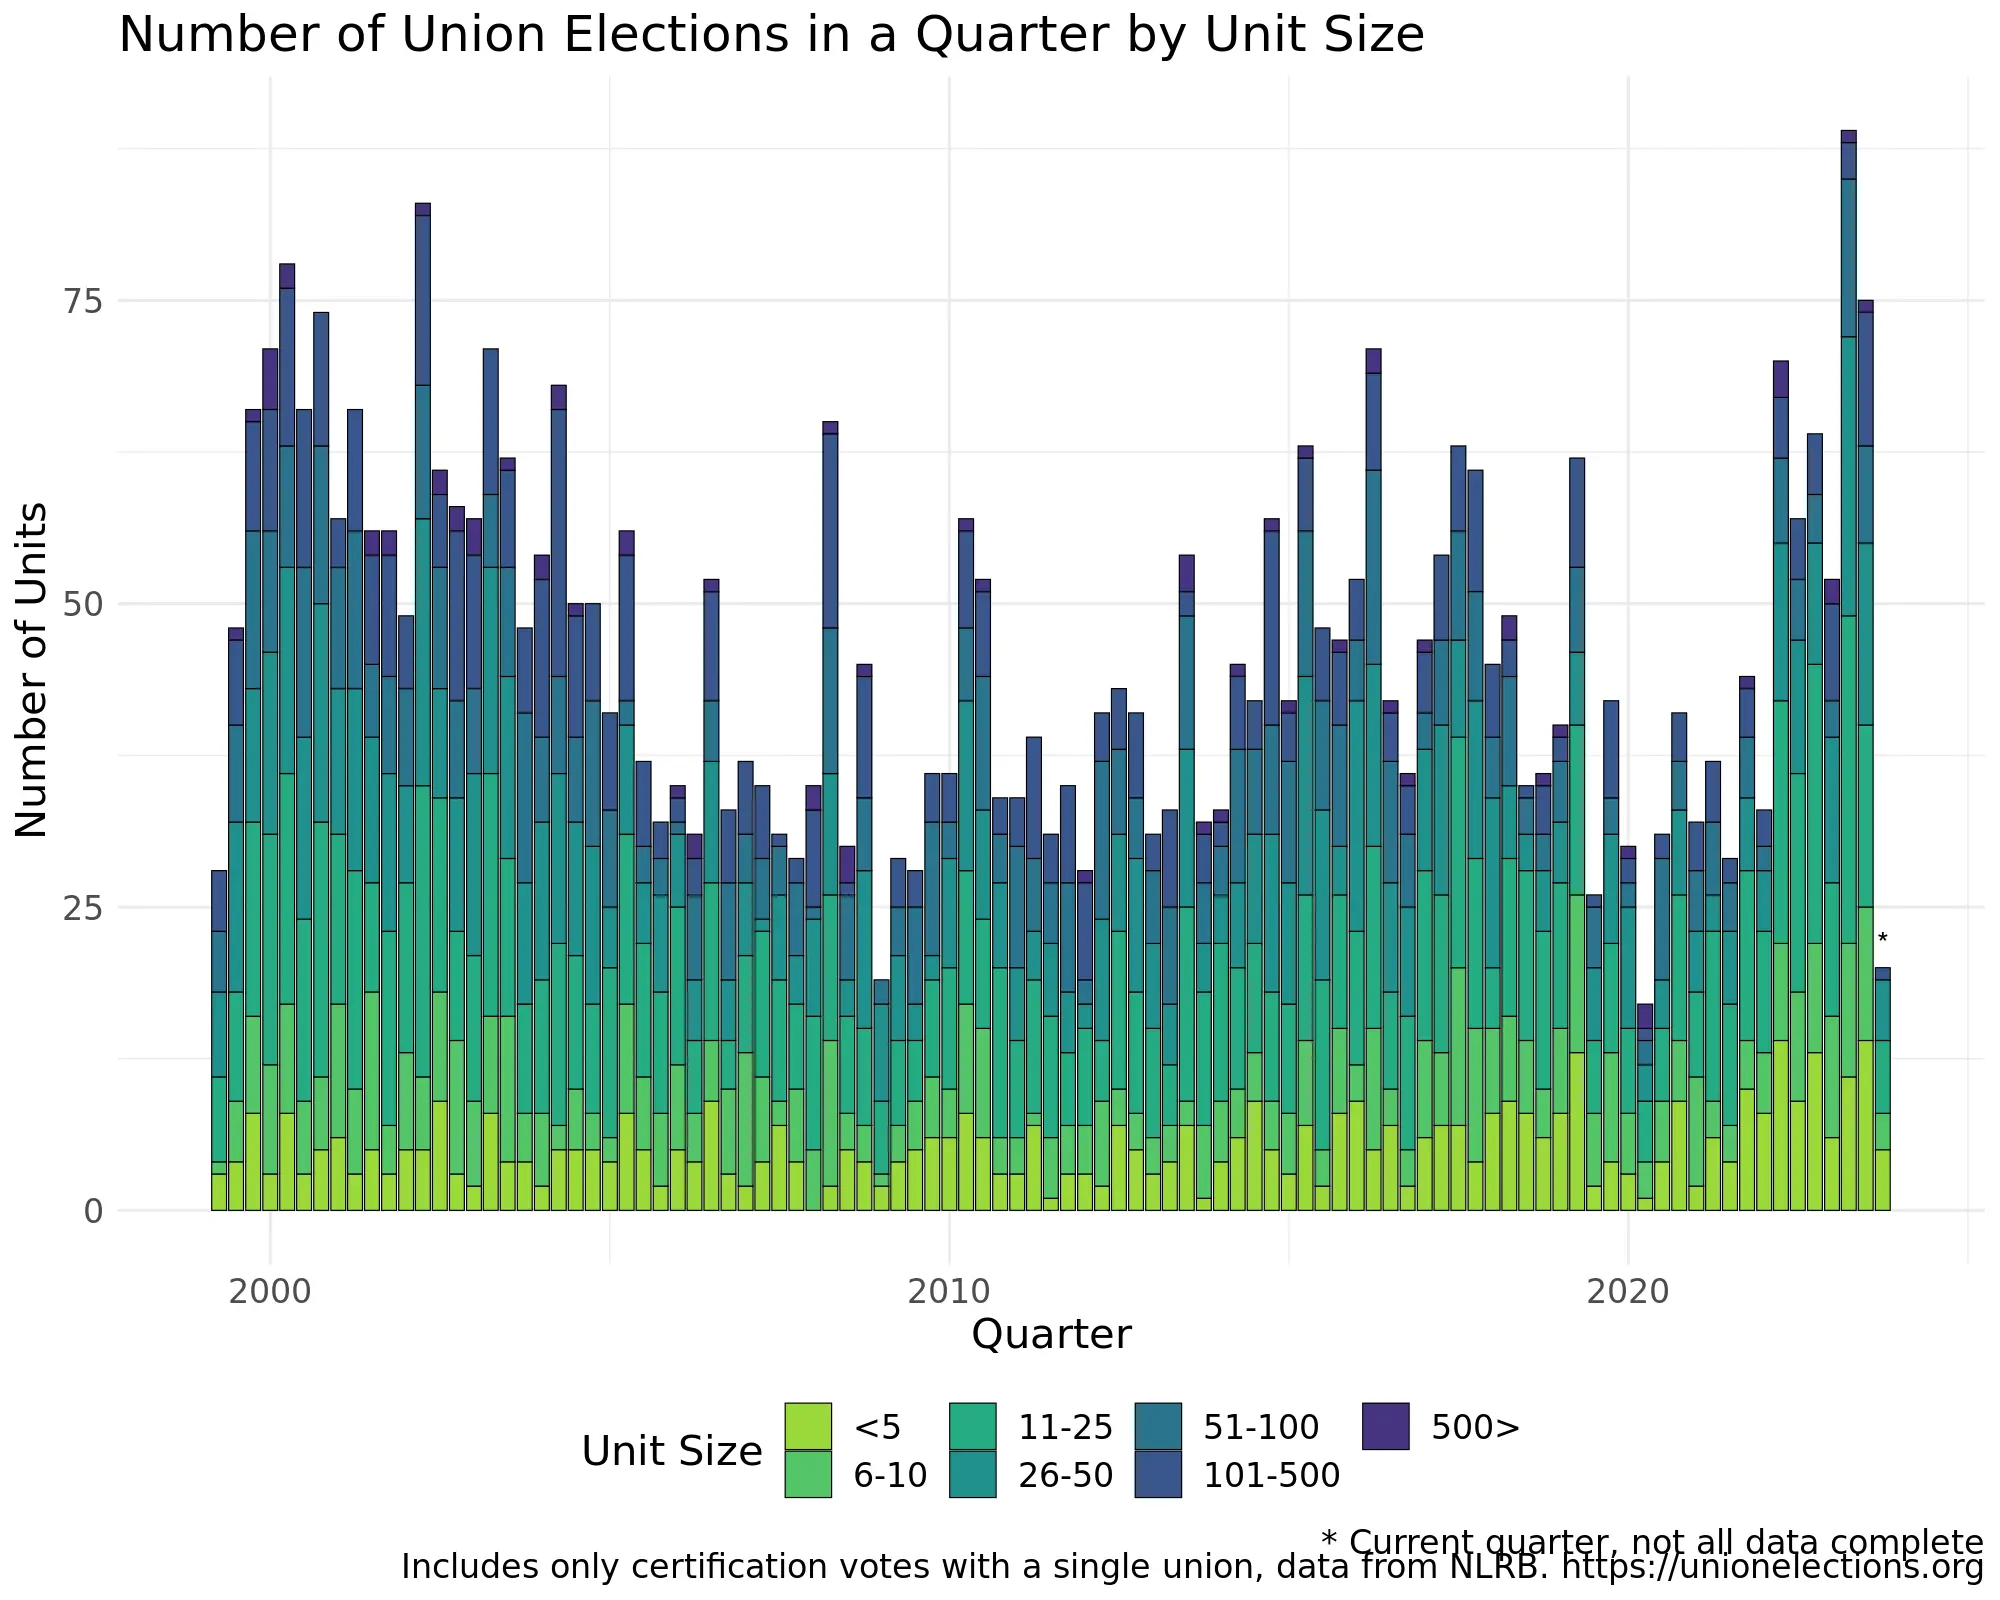 Number of Union Elections in a Quarter by Unit Size
Number of Units
75
50
25
0
*
2000 2010 2020
Quarter
Unit Size
<5 11-25 51-100 500>
6-10 26-50 101-500
* Current quarter, not all data complete
Includes only certification votes with a single union, data from NLRB. https://unionelections.org